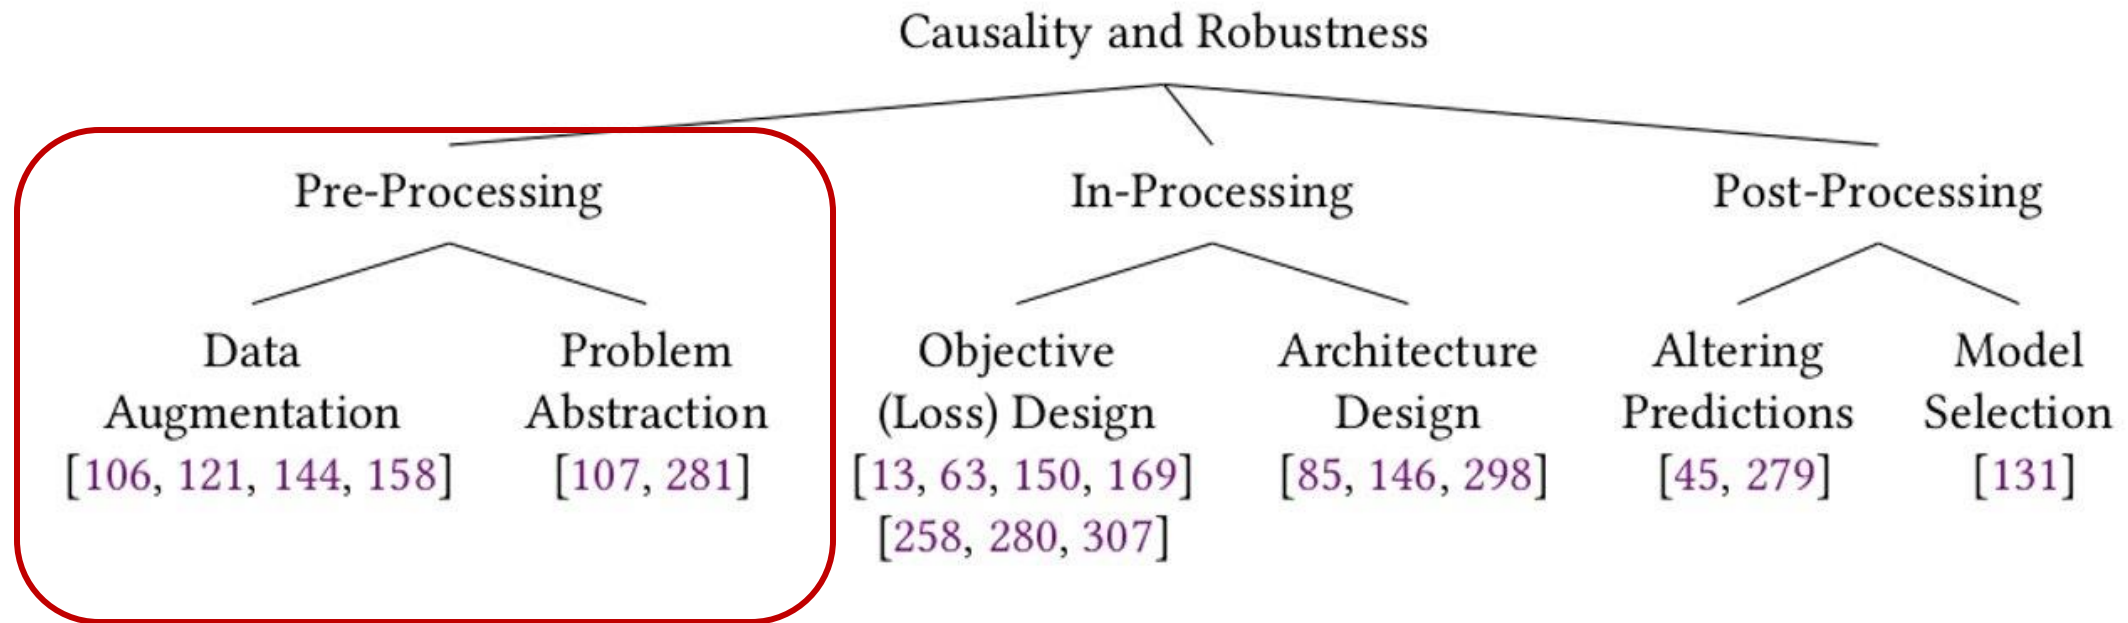 Causality and Robustness
Pre-Processing
In-Processing
Post-Processing
Data
Augmentation
[106, 121, 144, 158]
Problem
Abstraction
[107, 281]
Objective
(Loss) Design
[13, 63, 150, 169]
[258, 280, 307]
Architecture
Design
[85, 146, 298]
Altering
Predictions
[45, 279]
Model
Selection
[131]